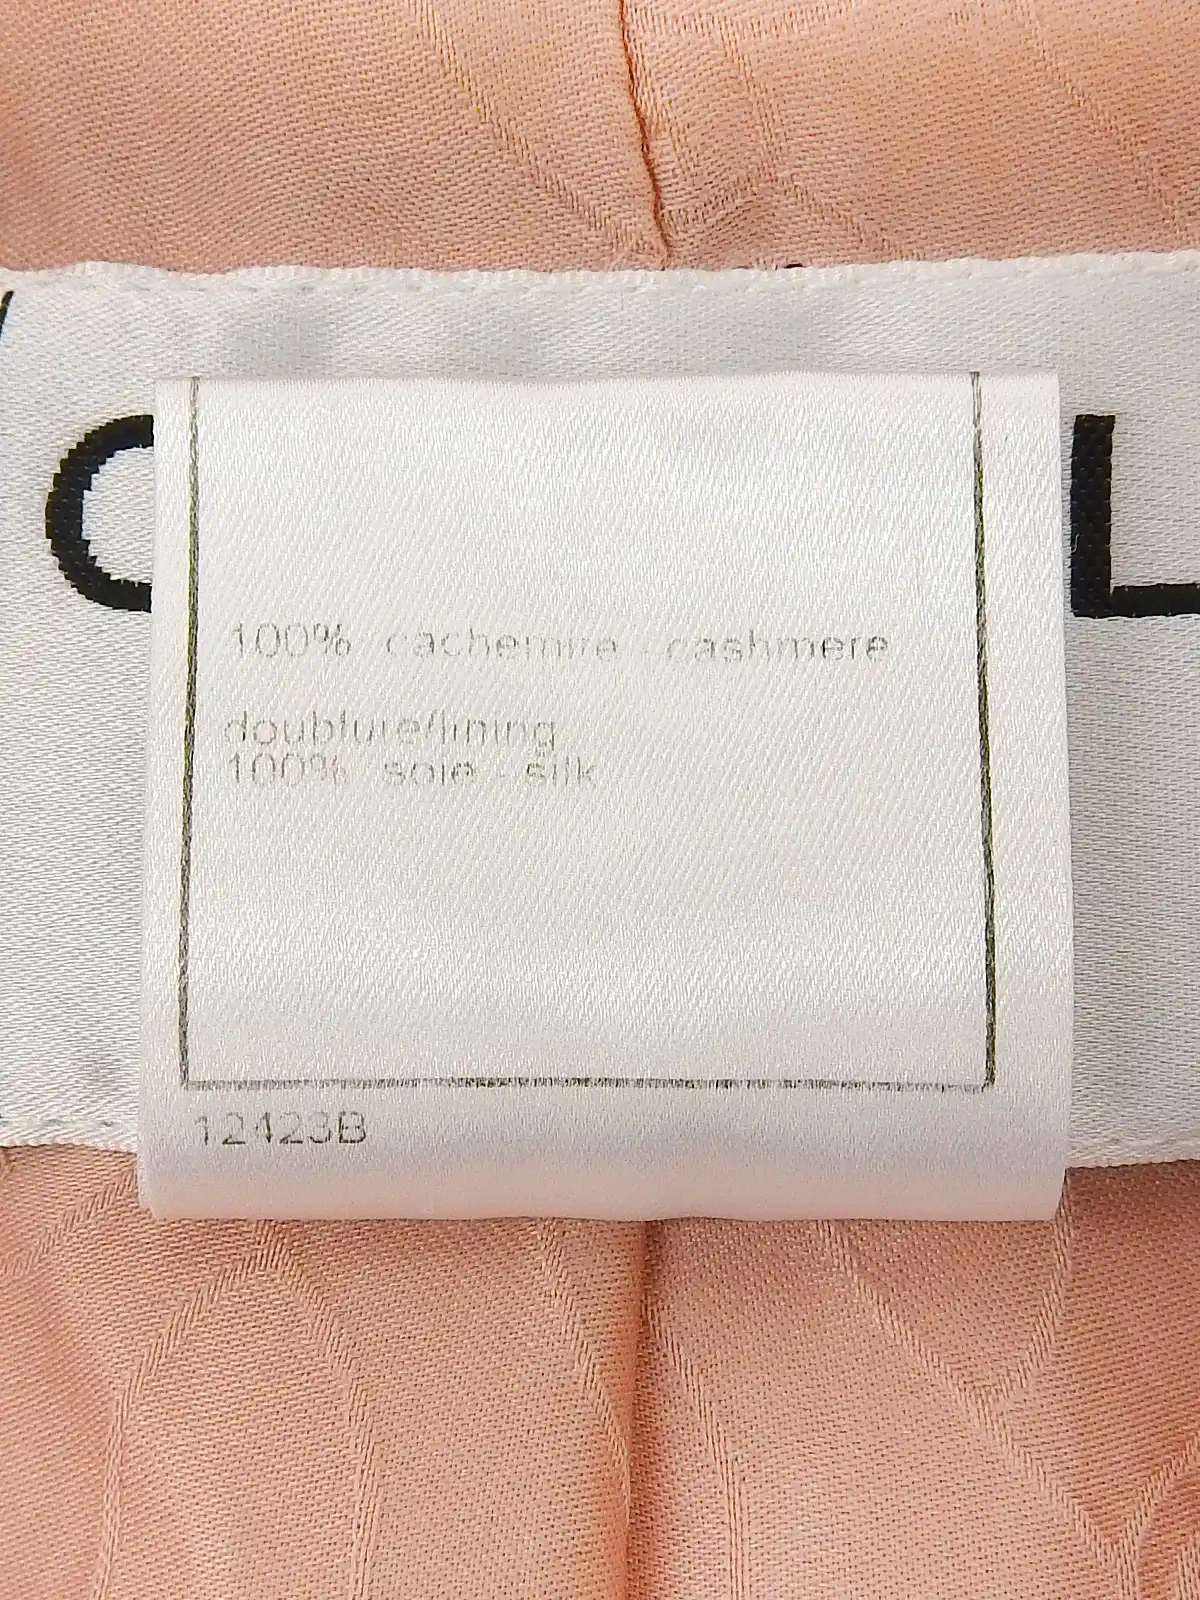 C L
100% cachemire - cashmere
doublure/lining
100% soie - silk
12423B